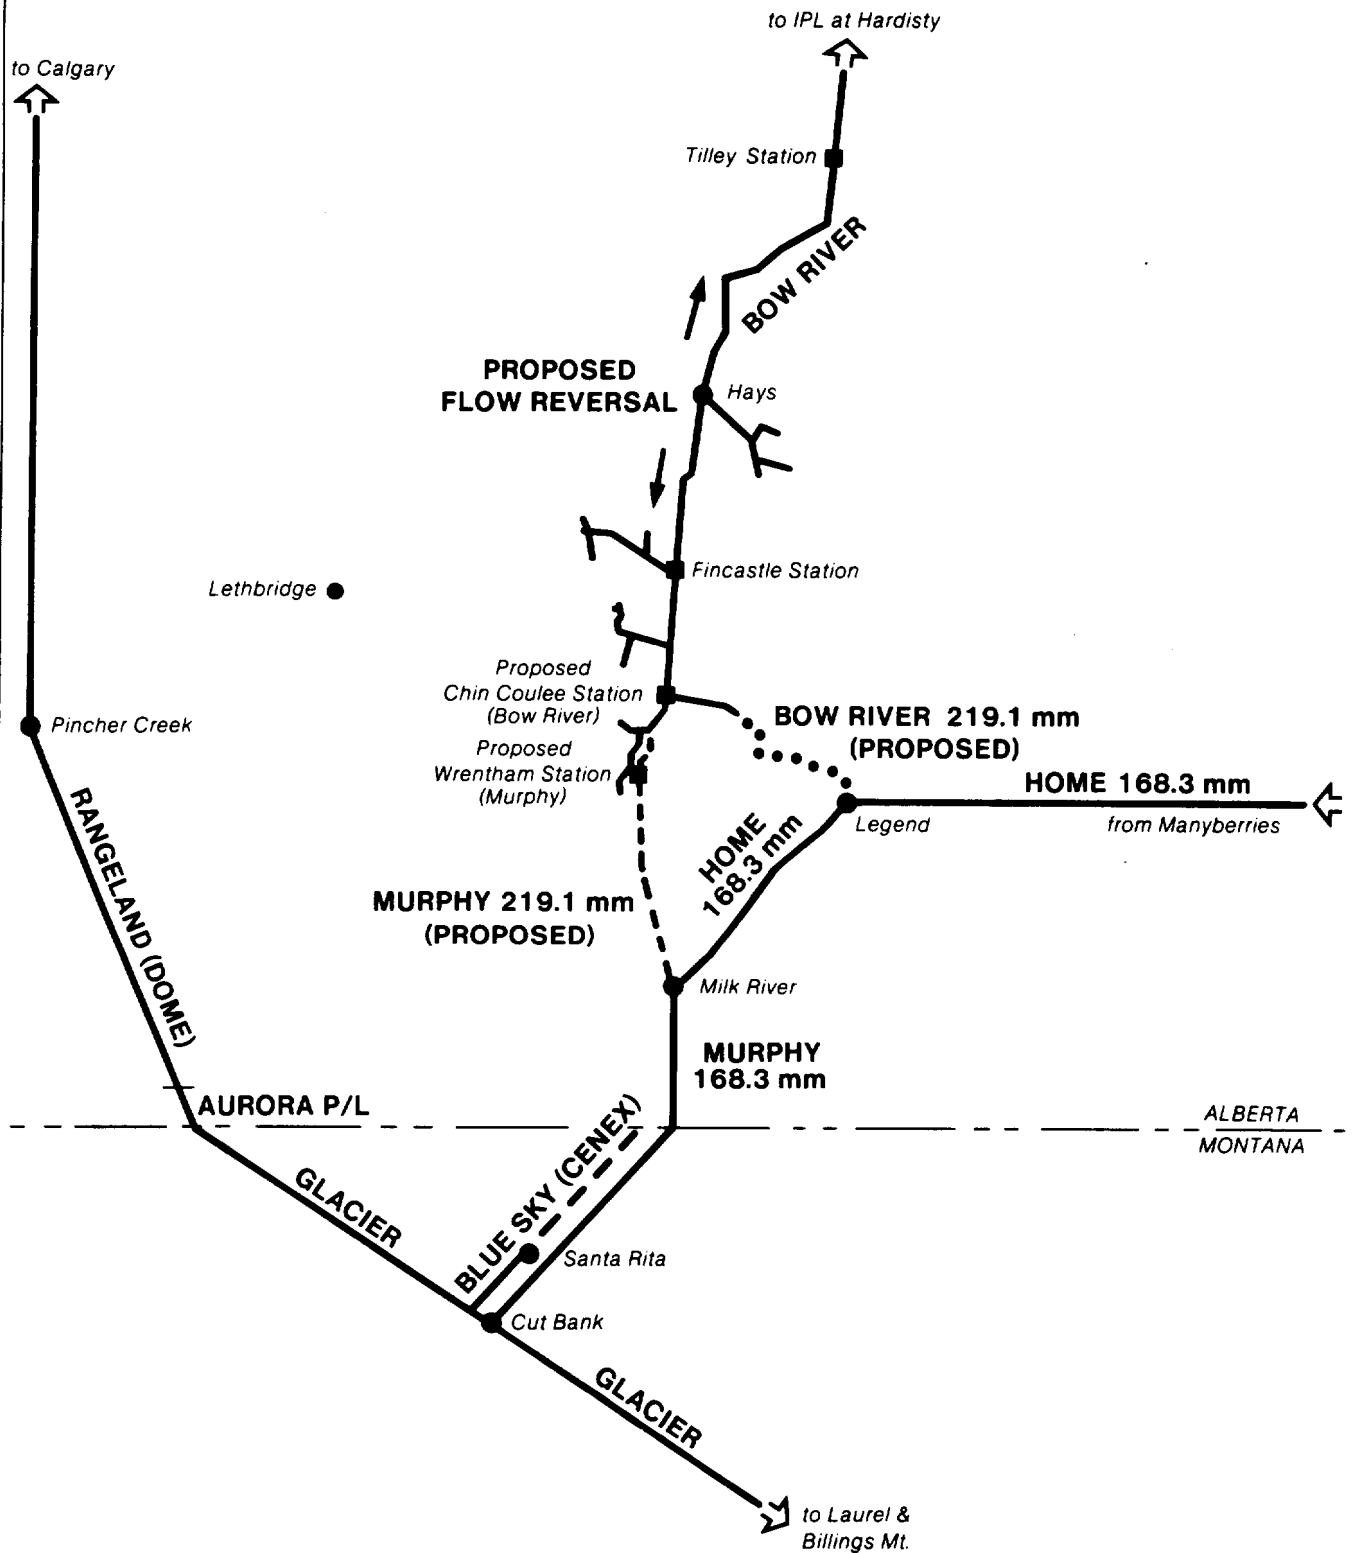 to IPL at Hardisty
to Calgary
Tilley Station
BOW RIVER
PROPOSED
FLOW REVERSAL
Hays
Fincastle Station
Lethbridge
Proposed
Chin Coulee Station
(Bow River)
Pincher Creek
BOW RIVER 219.1 mm
(PROPOSED)
Proposed
Wrentham Station
(Murphy)
HOME 168.3 mm
Legend
from Manyberries
HOME
168.3 mm
RANGELAND (DOME)
MURPHY 219.1 mm
(PROPOSED)
Milk River
MURPHY
168.3 mm
AURORA P/L
ALBERTA
MONTANA
GLACIER
BLUE SKY (CENEX)
Santa Rita
Cut Bank
GLACIER
to Laurel &
Billings Mt.